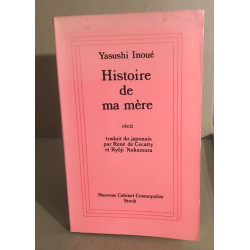 Yasushi Inoué
Histoire
de
ma mère
récit
traduit du japonais
par René de Ceccatty
et Ryôji Nakamura
Nouveau Cabinet Cosmopolite
Stock